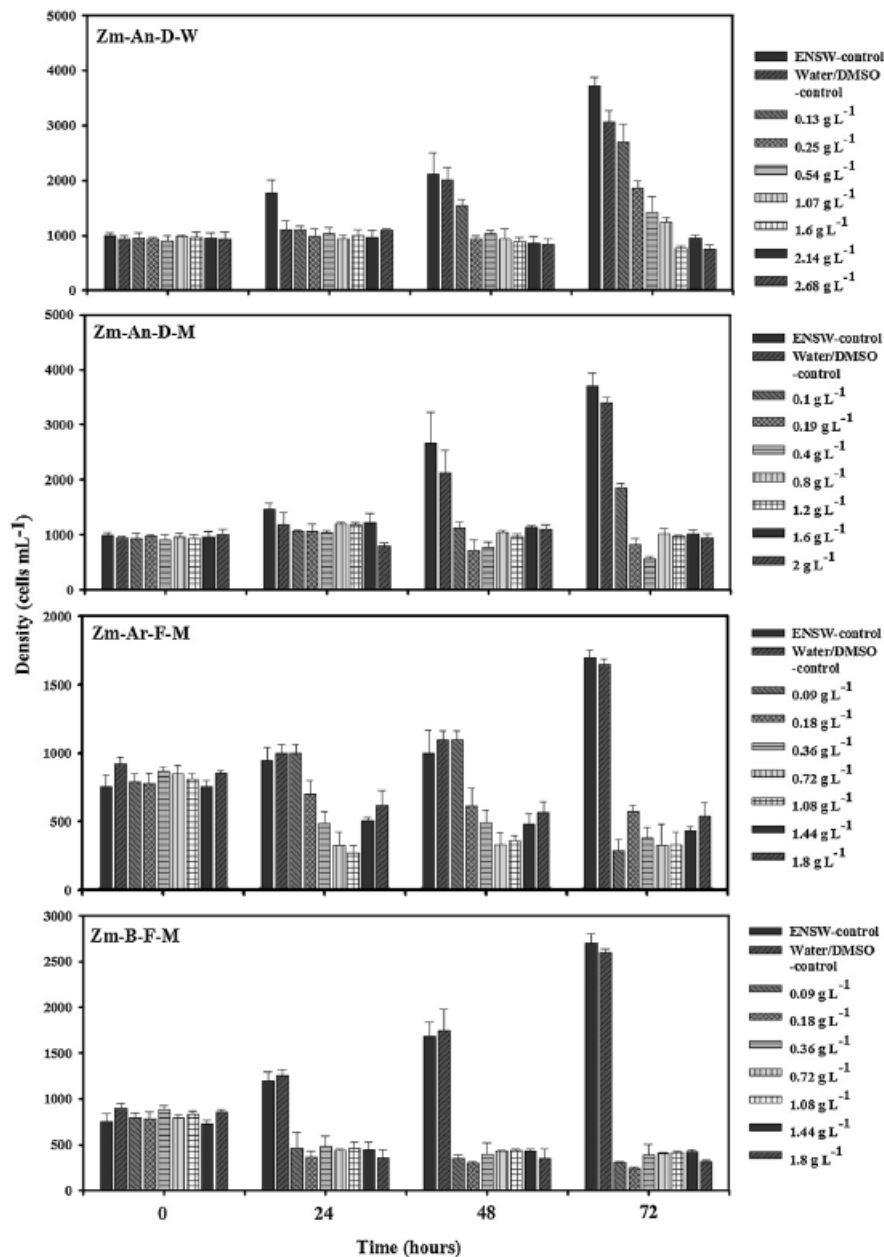 Zm-An-D-W
5000
4000
3000
2000
1000
0
ENSW-control
Water/DMSO
-control
0.13 g L⁻¹
0.25 g L⁻¹
0.54 g L⁻¹
1.07 g L⁻¹
1.6 g L⁻¹
2.14 g L⁻¹
2.68 g L⁻¹
Zm-An-D-M
5000
4000
3000
2000
1000
0
ENSW-control
Water/DMSO
-control
0.1 g L⁻¹
0.19 g L⁻¹
0.4 g L⁻¹
0.8 g L⁻¹
1.2 g L⁻¹
1.6 g L⁻¹
2 g L⁻¹
Density (cells mL⁻¹)
Zm-Ar-F-M
2000
1500
1000
500
0
ENSW-control
Water/DMSO
-control
0.09 g L⁻¹
0.18 g L⁻¹
0.36 g L⁻¹
0.72 g L⁻¹
1.08 g L⁻¹
1.44 g L⁻¹
1.8 g L⁻¹
Zm-B-F-M
3000
2500
2000
1500
1000
500
0
ENSW-control
Water/DMSO
-control
0.09 g L⁻¹
0.18 g L⁻¹
0.36 g L⁻¹
0.72 g L⁻¹
1.08 g L⁻¹
1.44 g L⁻¹
1.8 g L⁻¹
0 24 48 72
Time (hours)